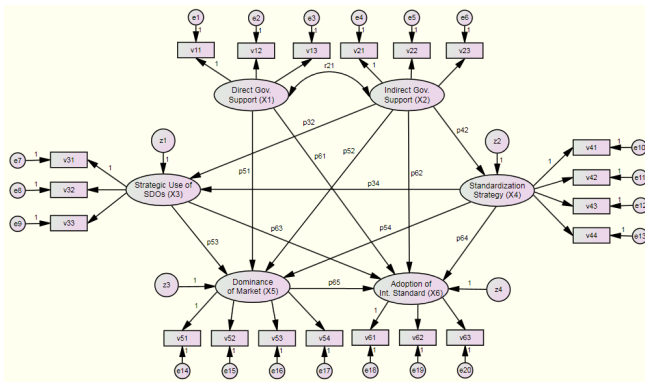 e1 e2 e3 e4 e5 e6
1 1 1 1 1 1
v11 v12 v13 v21 v22 v23
1 r21 1
Direct Gov.
Support (X1)
Indirect Gov.
Support (X2)
p32 p61 p52 p42
z1 z2
1 1
e7 1 v31 1
e8 1 v32
e9 1 v33
Strategic Use of
SDOs (X3)
p51 p34 p62
Standardization
Strategy (X4)
1 v41 1 e10
v42 1 e11
v43 1 e12
v44 1 e13
p53 p63 p54 p64
z3 1
Dominance
of Market (X5)
p65
Adoption of
Int. Standard (X6)
1 z4
1 1
v51 v52 v53 v54 v61 v62 v63
1 1 1 1 1 1 1
e14 e15 e16 e17 e18 e19 e20